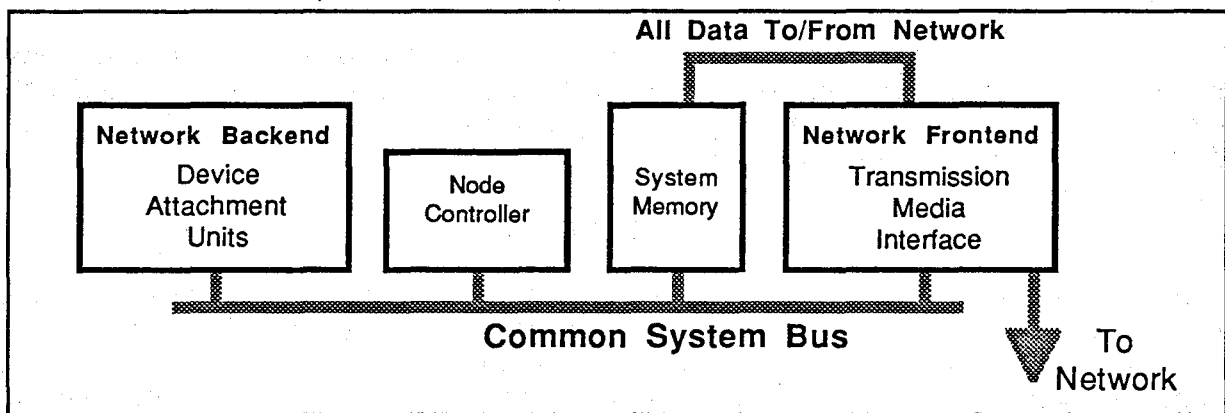 All Data To/From Network
Network Backend
Device
Attachment
Units
Node
Controller
System
Memory
Network Frontend
Transmission
Media
Interface
Common System Bus
To
Network